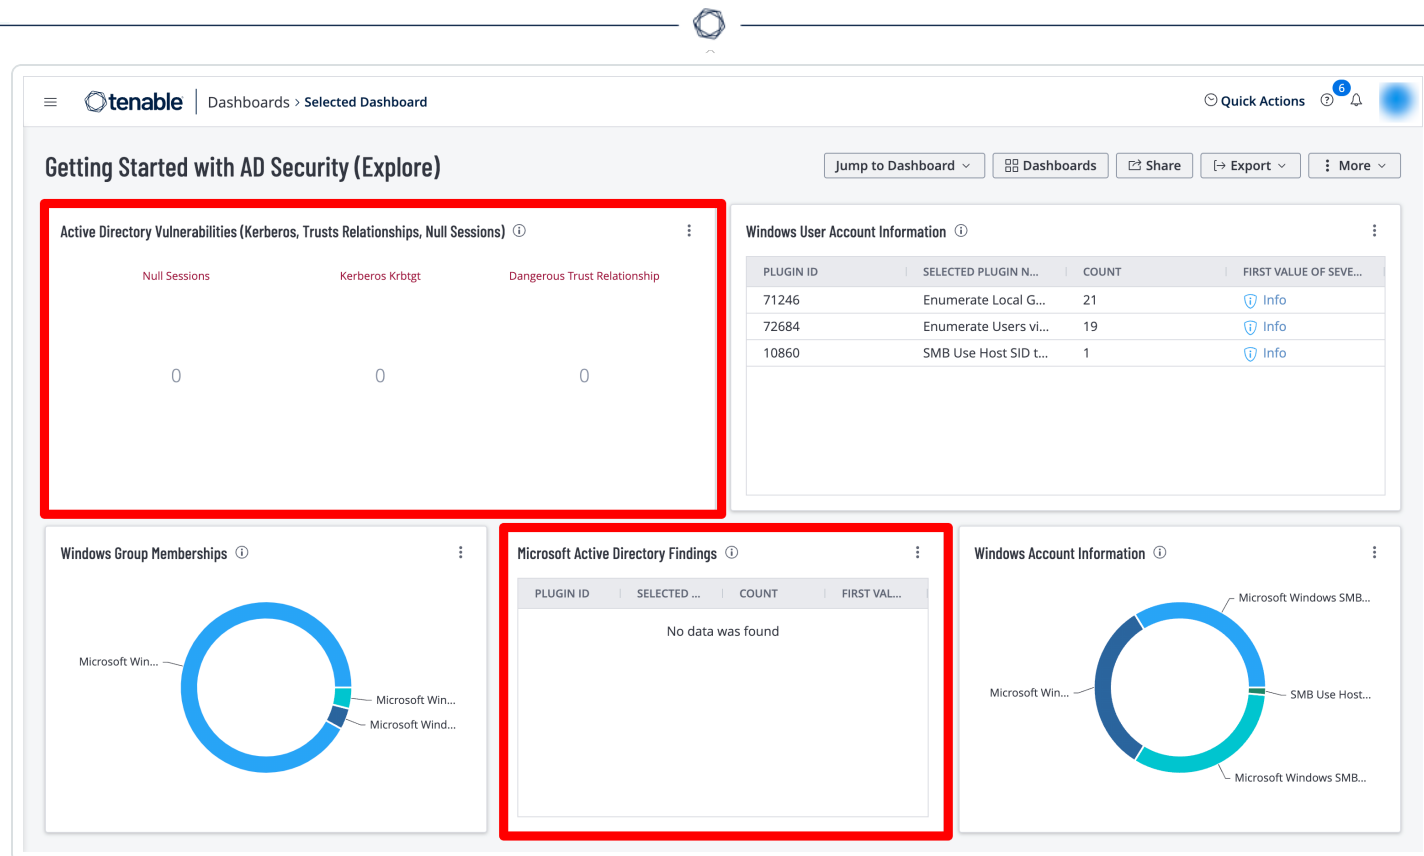 tenable Dashboards > Selected Dashboard
Quick Actions 6
Getting Started with AD Security (Explore)
Jump to Dashboard Dashboards Share Export More
Active Directory Vulnerabilities (Kerberos, Trusts Relationships, Null Sessions)
Null Sessions Kerberos Krbtgt Dangerous Trust Relationship
0 0 0
Windows User Account Information
PLUGIN ID SELECTED PLUGIN N... COUNT FIRST VALUE OF SEVE...
71246 Enumerate Local G... 21 Info
72684 Enumerate Users vi... 19 Info
10860 SMB Use Host SID t... 1 Info
Windows Group Memberships
Microsoft Win...
Microsoft Win...
Microsoft Wind...
Microsoft Active Directory Findings
PLUGIN ID SELECTED ... COUNT FIRST VAL...
No data was found
Windows Account Information
Microsoft Windows SMB...
Microsoft Win...
SMB Use Host...
Microsoft Windows SMB...